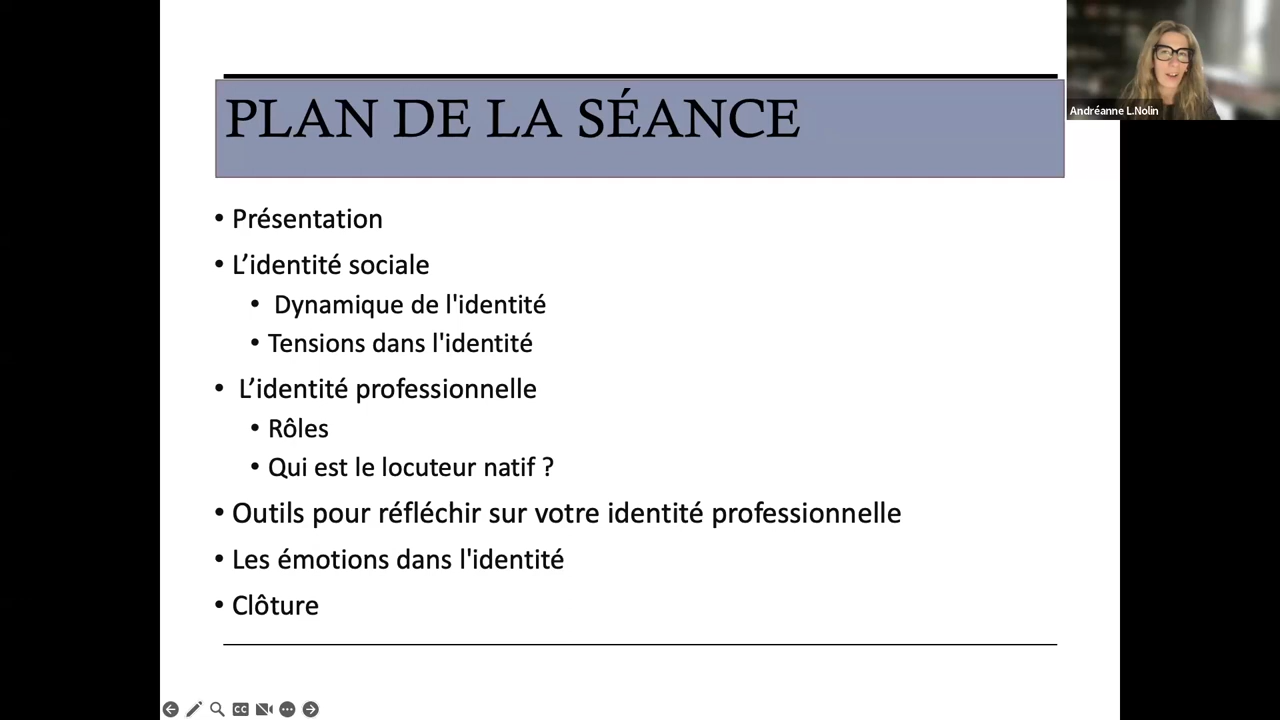 PLAN DE LA SÉANCE
Andréanne L.Nolin
• Présentation
• L’identité sociale
• Dynamique de l'identité
• Tensions dans l'identité
• L’identité professionnelle
• Rôles
• Qui est le locuteur natif ?
• Outils pour réfléchir sur votre identité professionnelle
• Les émotions dans l'identité
• Clôture
CC